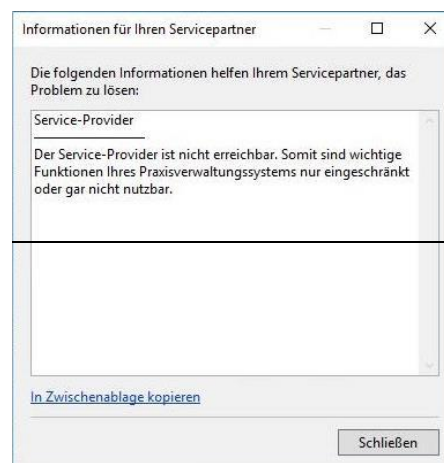 Informationen für Ihren Servicepartner
Die folgenden Informationen helfen Ihrem Servicepartner, das
Problem zu lösen:
Service-Provider
Der Service-Provider ist nicht erreichbar. Somit sind wichtige
Funktionen Ihres Praxisverwaltungssystems nur eingeschränkt
oder gar nicht nutzbar.
In Zwischenablage kopieren
Schließen